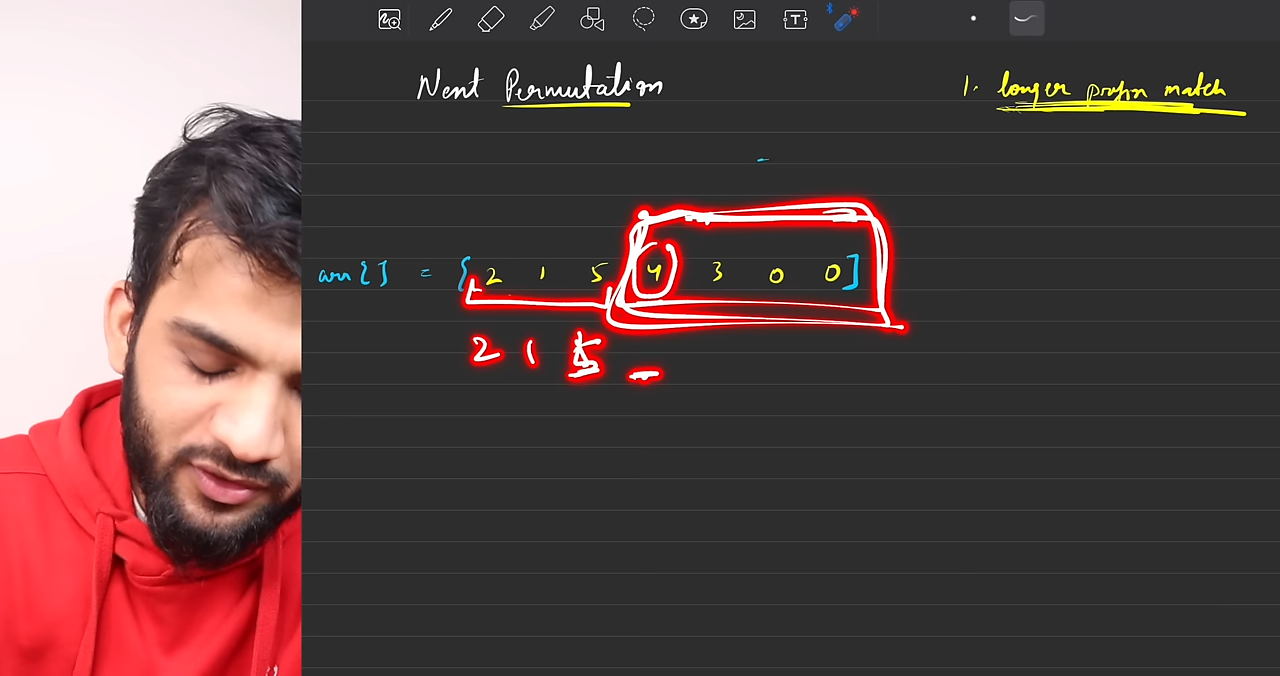 Next Permutation
1. longer prefix match
arr[] = {2 1 5 4 3 0 0]
2 1 5 _